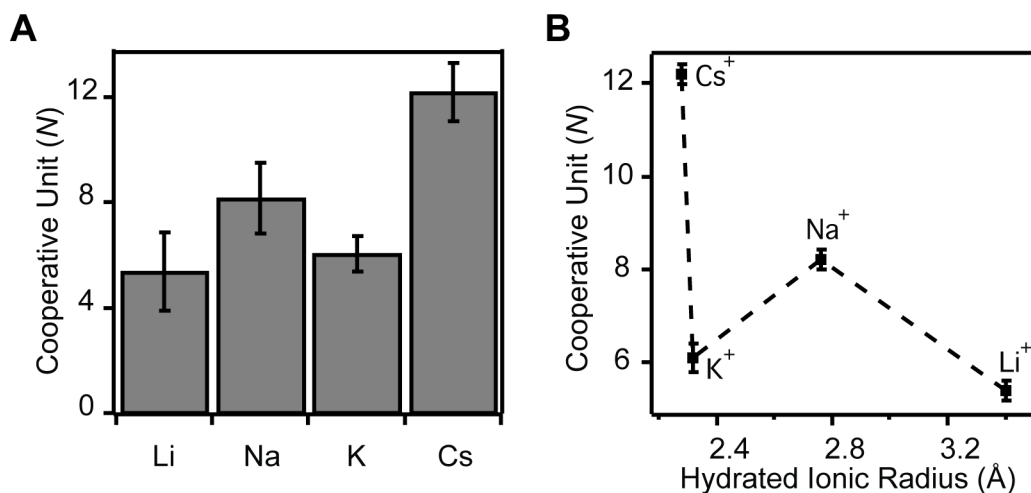 A
Cooperative Unit (N)
12
8
4
0
Li Na K Cs
B
Cooperative Unit (N)
12
10
8
6
Cs+
K+
Na+
Li+
2.4 2.8 3.2
Hydrated Ionic Radius (Å)